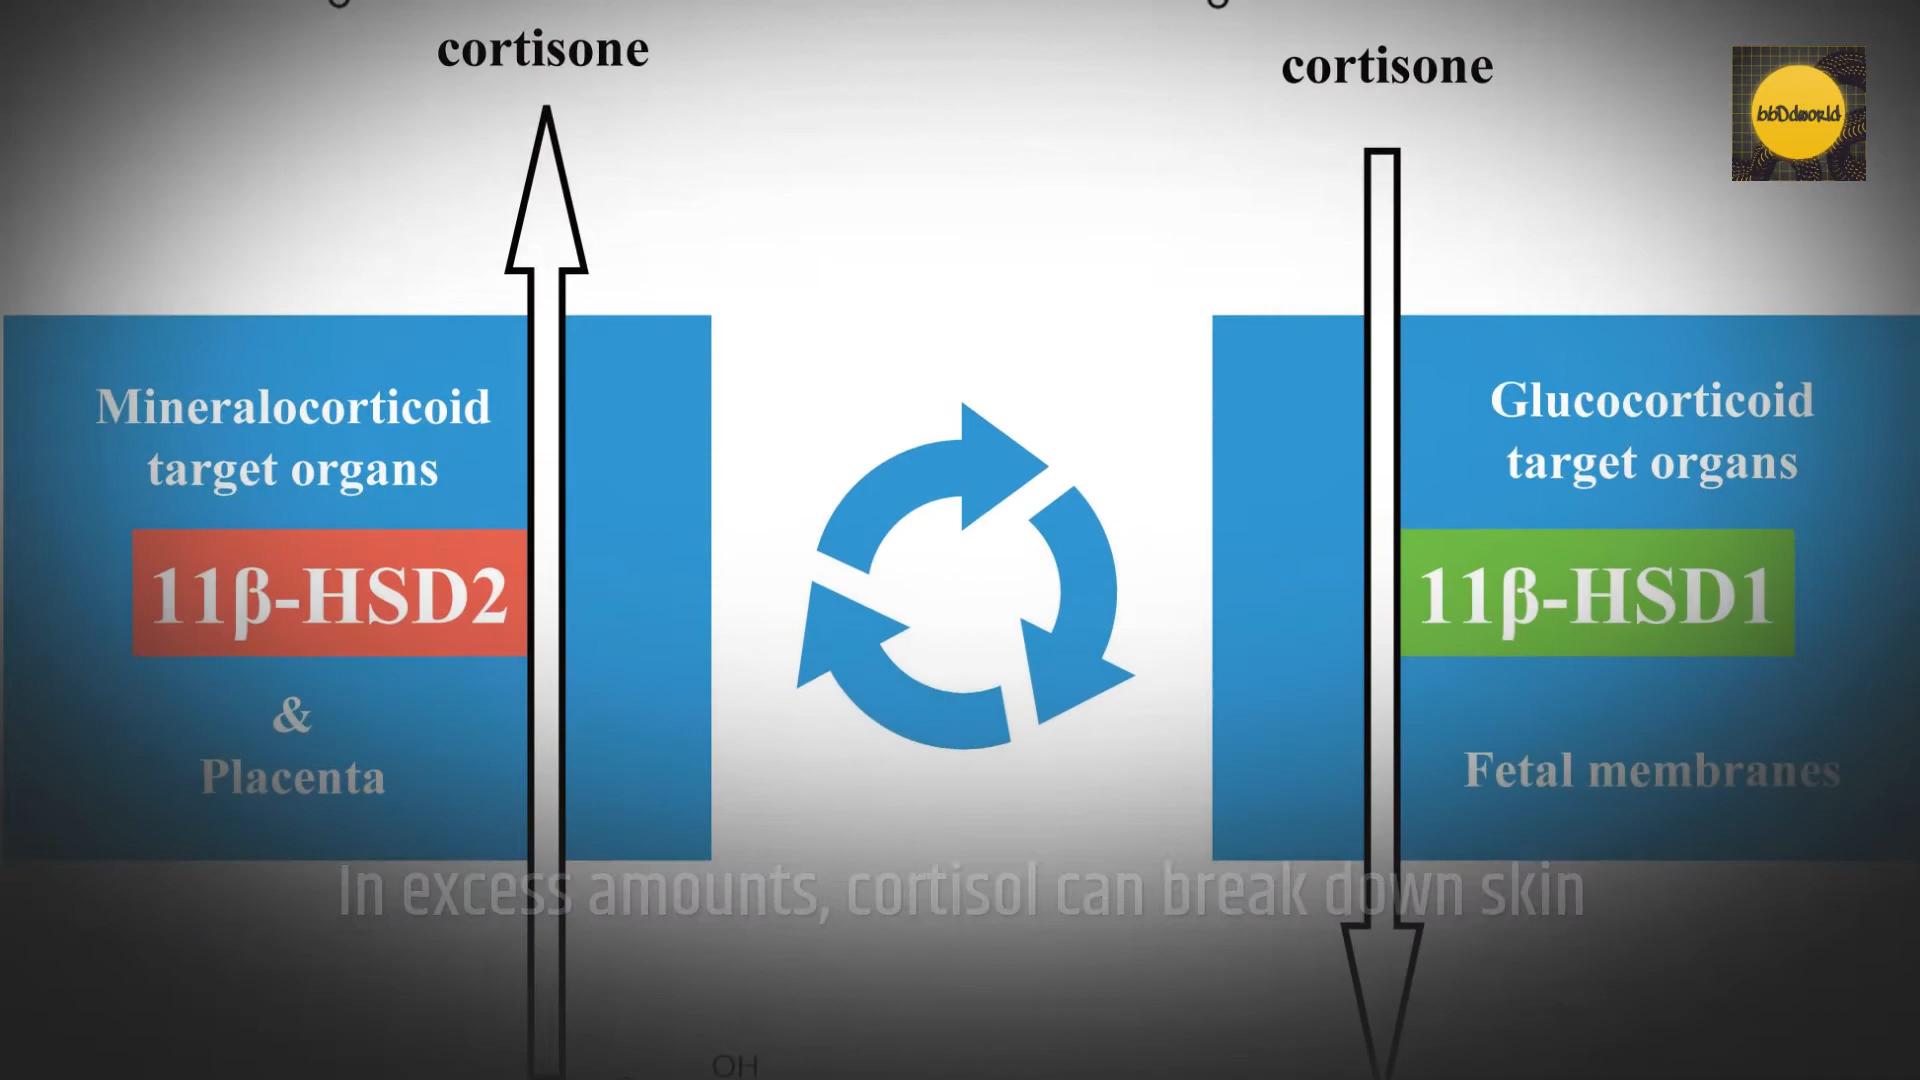 cortisone
cortisone
bbDdworld
Mineralocorticoid
target organs
11β-HSD2
&
Placenta
Glucocorticoid
target organs
11β-HSD1
Fetal membranes
In excess amounts, cortisol can break down skin
OH